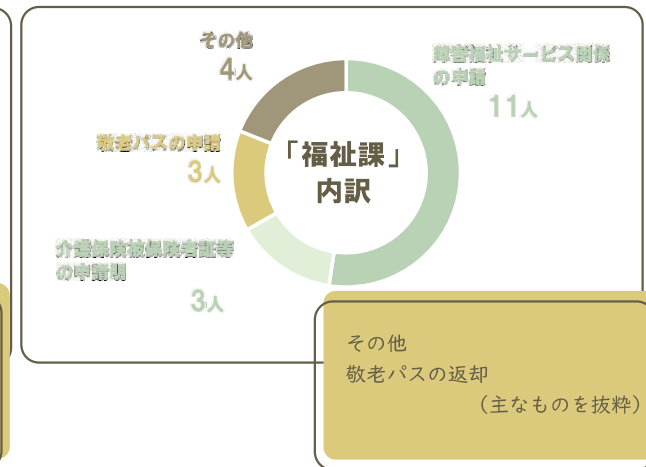 その他
4人
障害福祉サービス関係
の申請
11人
敬老パスの申請
3人
「福祉課」
内訳
介護保険被保険者証等
の申請
3人
その他
敬老パスの返却
(主なものを抜粋)